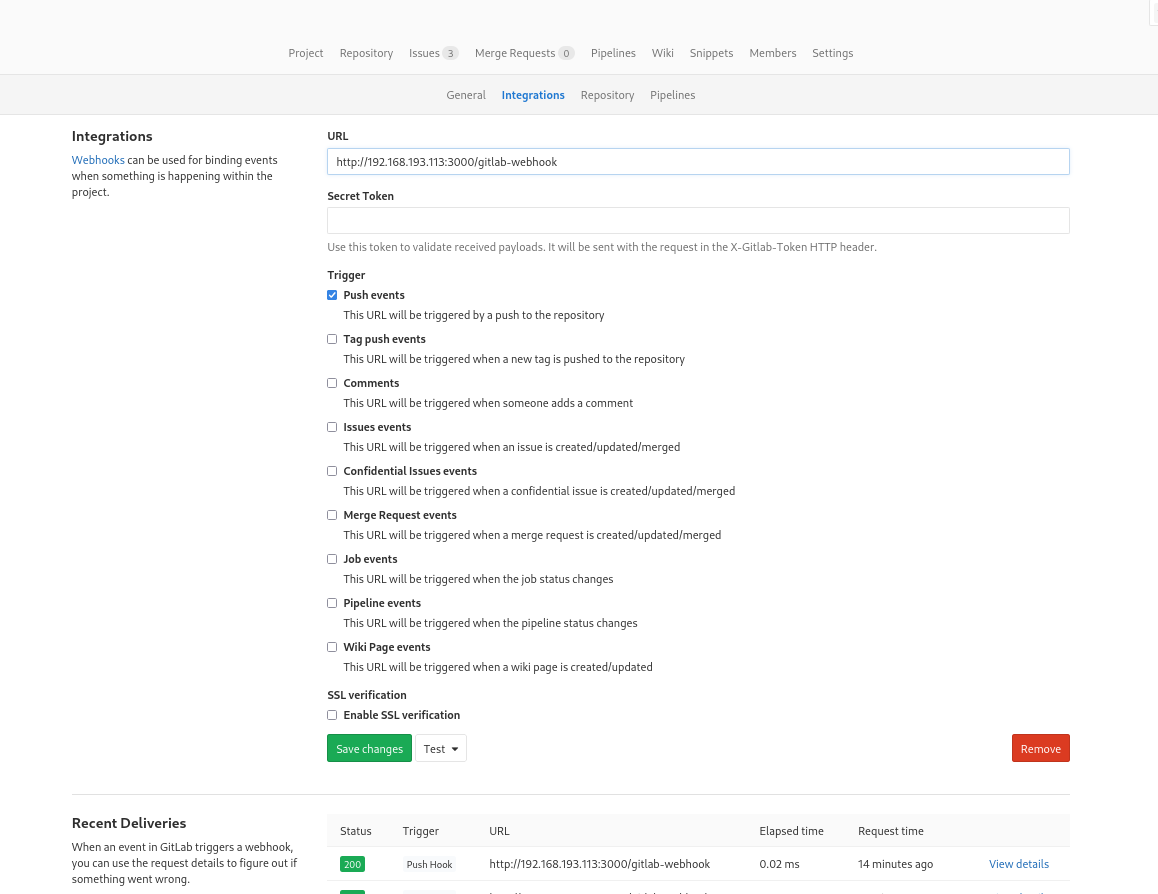 Project Repository Issues 3 Merge Requests 0 Pipelines Wiki Snippets Members Settings
General Integrations Repository Pipelines
Integrations
Webhooks can be used for binding events
when something is happening within the
project.
URL
http://192.168.193.113:3000/gitlab-webhook
Secret Token
Use this token to validate received payloads. It will be sent with the request in the X-Gitlab-Token HTTP header.
Trigger
Push events
This URL will be triggered by a push to the repository
Tag push events
This URL will be triggered when a new tag is pushed to the repository
Comments
This URL will be triggered when someone adds a comment
Issues events
This URL will be triggered when an issue is created/updated/merged
Confidential Issues events
This URL will be triggered when a confidential issue is created/updated/merged
Merge Request events
This URL will be triggered when a merge request is created/updated/merged
Job events
This URL will be triggered when the job status changes
Pipeline events
This URL will be triggered when the pipeline status changes
Wiki Page events
This URL will be triggered when a wiki page is created/updated
SSL verification
Enable SSL verification
Save changes Test Remove
Recent Deliveries
When an event in GitLab triggers a webhook,
you can use the request details to figure out if
something went wrong.
Status Trigger URL Elapsed time Request time
200 Push Hook http://192.168.193.113:3000/gitlab-webhook 0.02 ms 14 minutes ago View details